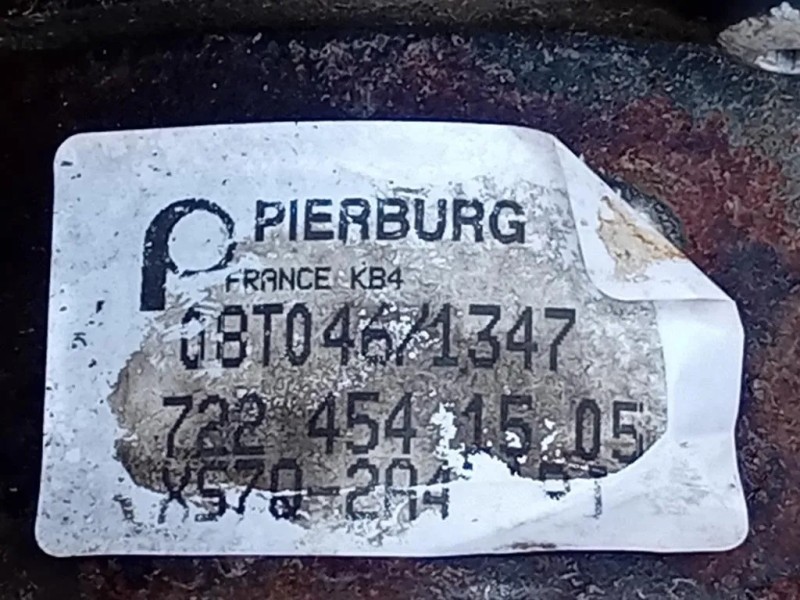 PIERBURG
FRANCE KB4
08T046/1347
722 454 15 05